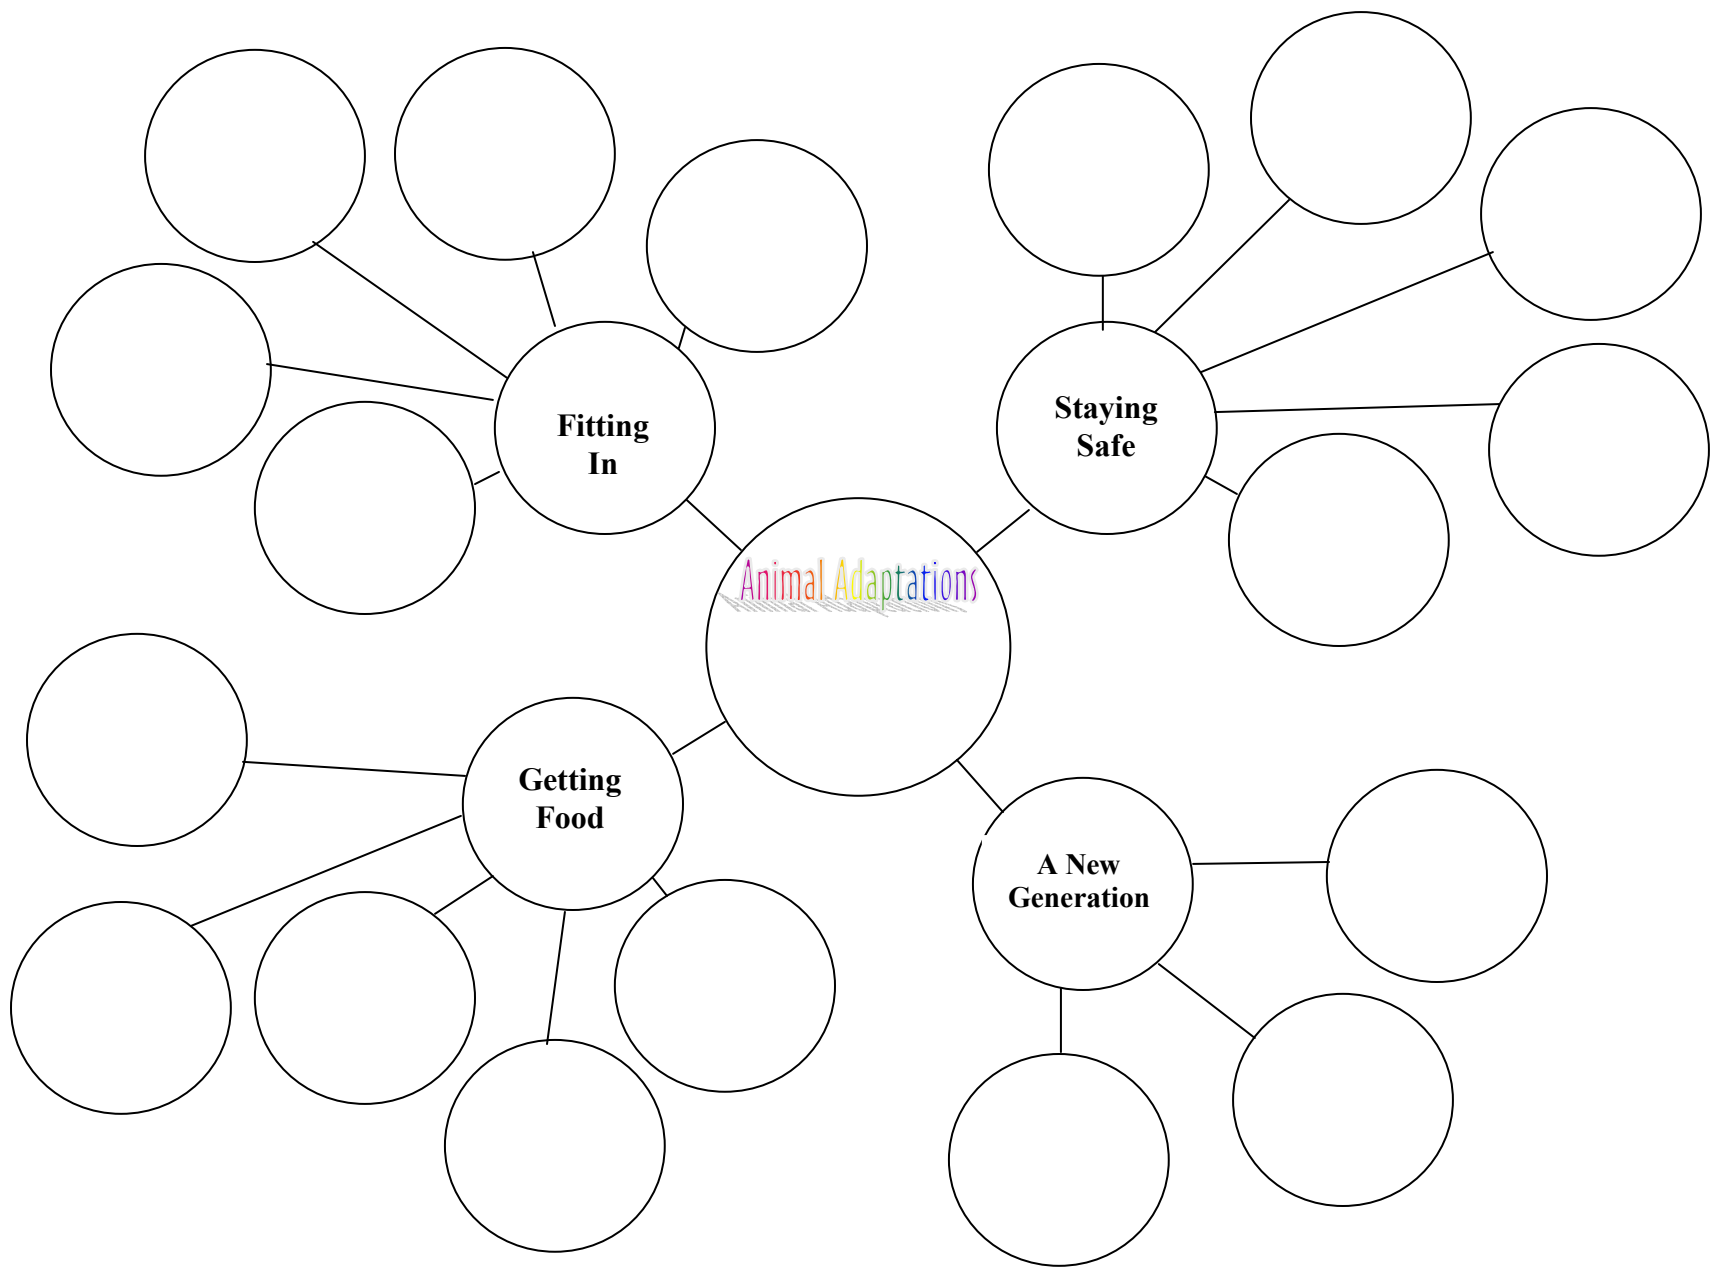 Fitting
In
Staying
Safe
Animal Adaptations
Getting
Food
A New
Generation